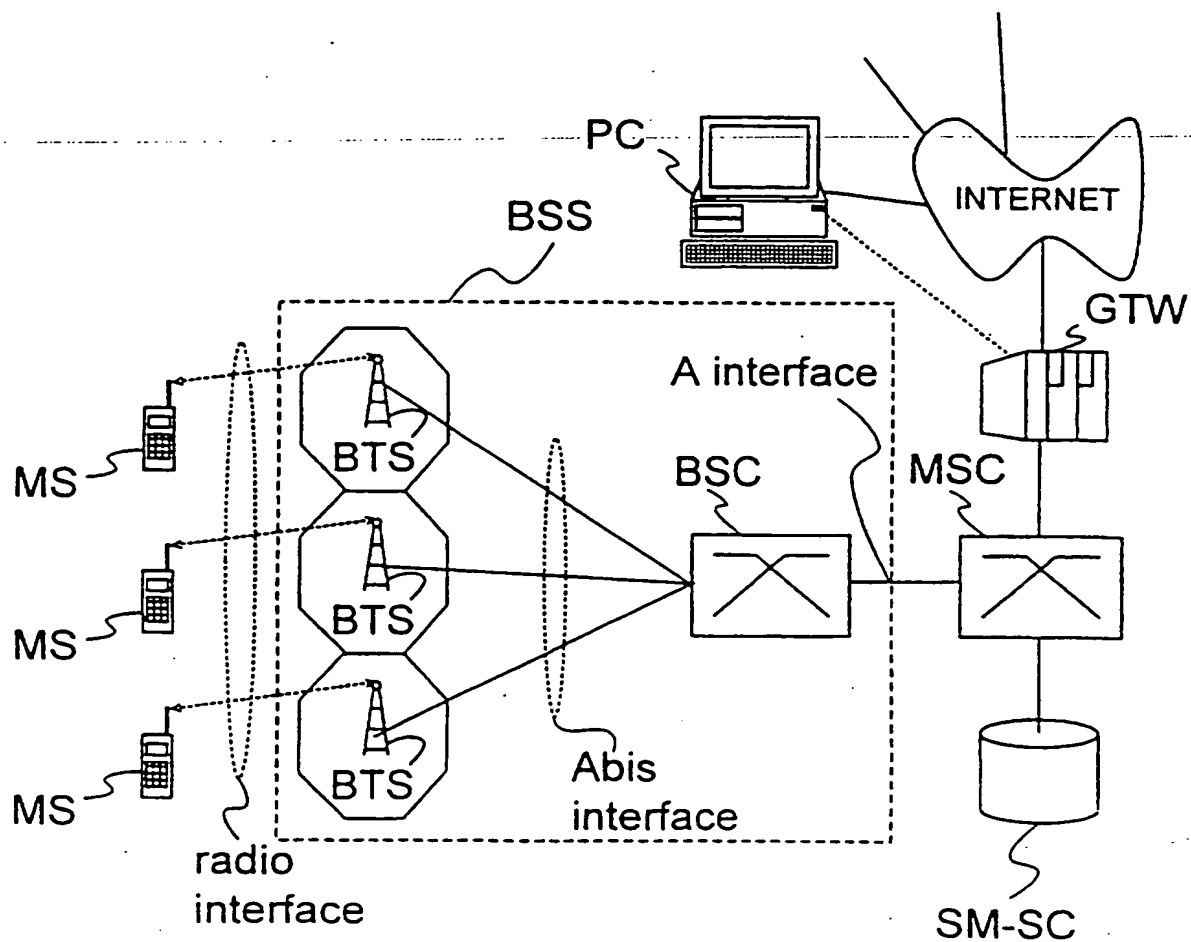 PC
INTERNET
BSS
GTW
A interface
MS
BTS
BSC
MSC
MS
BTS
MS
BTS
Abis
interface
radio
interface
SM-SC